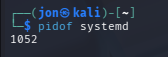 ┌──(jon㉿kali)-[~]
└─$ pidof systemd
1052